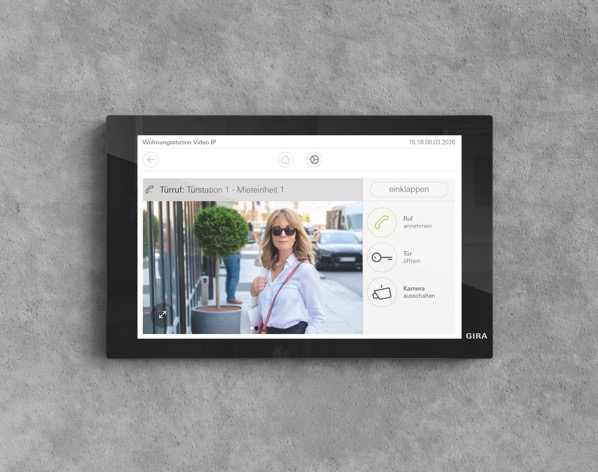 Wohnungsstation Video IP
15:18 08.03.2026
Türruf: Türstation 1 - Mieteinheit 1
einklappen
Ruf
annehmen
Tür
öffnen
Kamera
ausschalten
GIRA